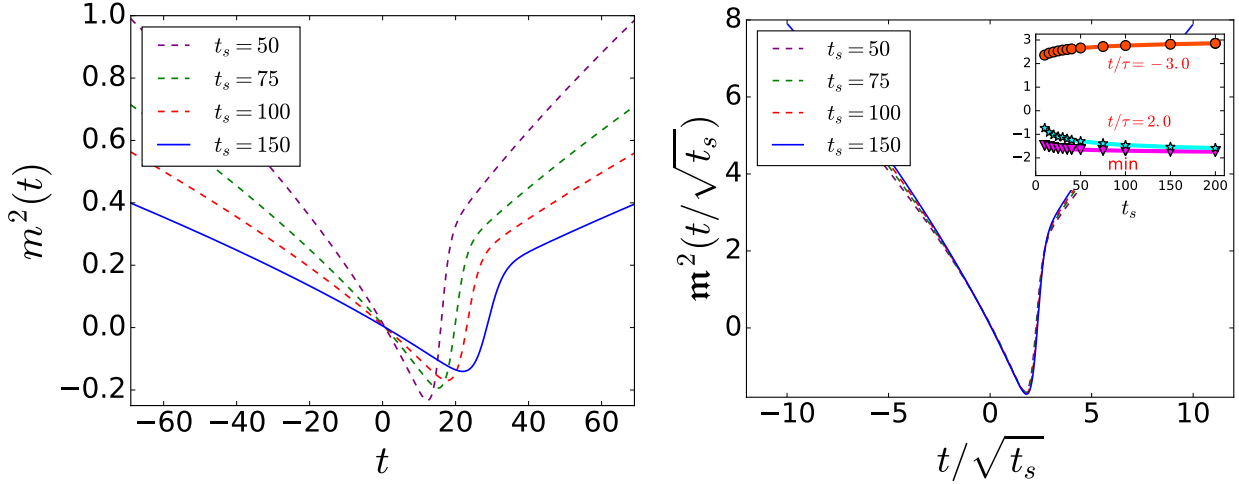 1.0
0.8
0.6
0.4
0.2
0.0
−0.2
m²(t)
t_s = 50
t_s = 75
t_s = 100
t_s = 150
−60 −40 −20 0 20 40 60
t
8
6
4
2
0
𝔪²(t/√t_s)
t_s = 50
t_s = 75
t_s = 100
t_s = 150
−10 −5 0 5 10
t/√t_s
3
2
1
0
−1
−2
t/τ = −3.0
t/τ = 2.0
min
0 50 100 150 200
t_s